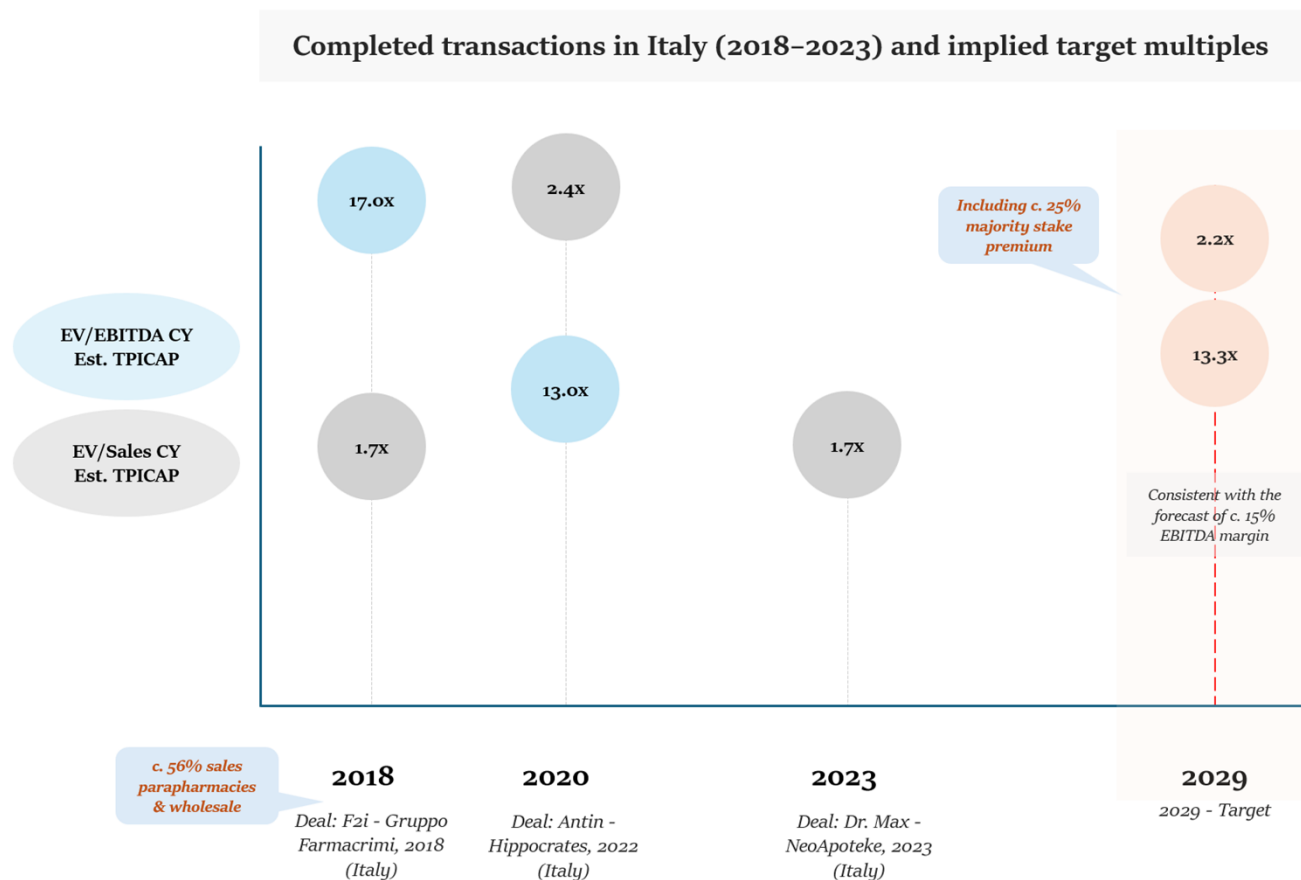 Completed transactions in Italy (2018–2023) and implied target multiples
17.0x
2.4x
Including c. 25%
majority stake
premium
2.2x
EV/EBITDA CY
Est. TPICAP
13.0x
13.3x
EV/Sales CY
Est. TPICAP
1.7x
1.7x
Consistent with the
forecast of c. 15%
EBITDA margin
c. 56% sales
parapharmacies
& wholesale
2018
Deal: F2i - Gruppo
Farmacrimi, 2018
(Italy)
2020
Deal: Antin -
Hippocrates, 2022
(Italy)
2023
Deal: Dr. Max -
NeoApoteke, 2023
(Italy)
2029
2029 - Target